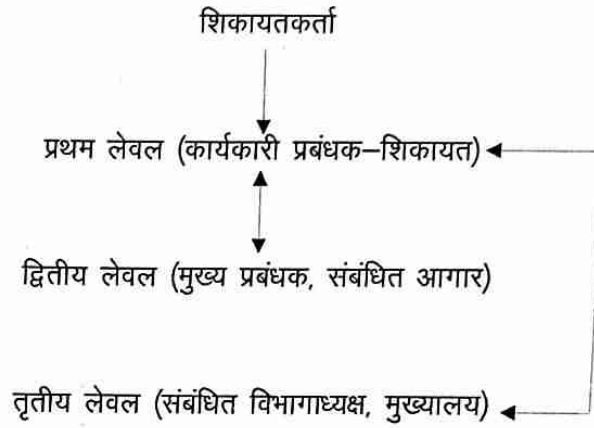 शिकायतकर्ता
प्रथम लेवल (कार्यकारी प्रबंधक–शिकायत)
द्वितीय लेवल (मुख्य प्रबंधक, संबंधित आगार)
तृतीय लेवल (संबंधित विभागाध्यक्ष, मुख्यालय)